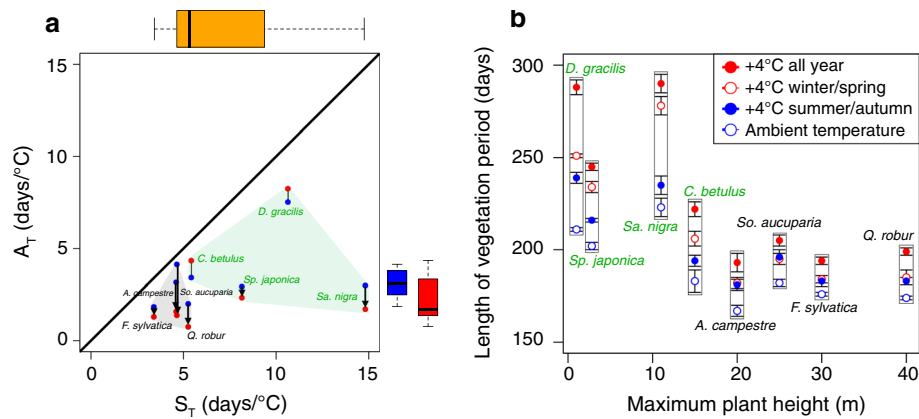 a
15
10
5
0
A_T (days/°C)
D. gracilis
C. betulus
A. campestre
So. aucuparia
Sp. japonica
Sa. nigra
F. sylvatica
Q. robur
0 5 10 15
S_T (days/°C)
b
300
250
200
150
Length of vegetation period (days)
D. gracilis
+4°C all year
+4°C winter/spring
+4°C summer/autumn
Ambient temperature
C. betulus
Sa. nigra
So. aucuparia
Q. robur
Sp. japonica
A. campestre
F. sylvatica
0 10 20 30 40
Maximum plant height (m)